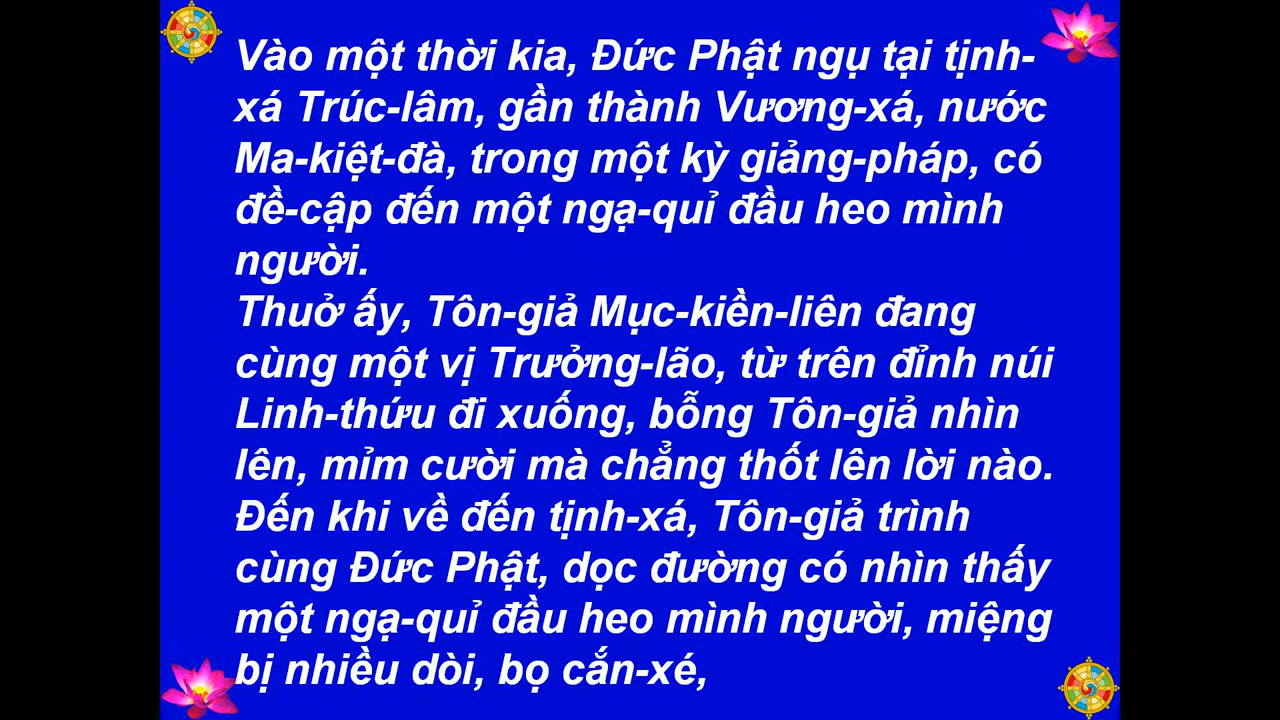 Vào một thời kia, Đức Phật ngụ tại tịnh-
xá Trúc-lâm, gần thành Vương-xá, nước
Ma-kiệt-đà, trong một kỳ giảng-pháp, có
đề-cập đến một ngạ-quỉ đầu heo mình
người.
Thuở ấy, Tôn-giả Mục-kiền-liên đang
cùng một vị Trưởng-lão, từ trên đỉnh núi
Linh-thứu đi xuống, bỗng Tôn-giả nhìn
lên, mỉm cười mà chẳng thốt lên lời nào.
Đến khi về đến tịnh-xá, Tôn-giả trình
cùng Đức Phật, dọc đường có nhìn thấy
một ngạ-quỉ đầu heo mình người, miệng
bị nhiều dòi, bọ cắn-xé,